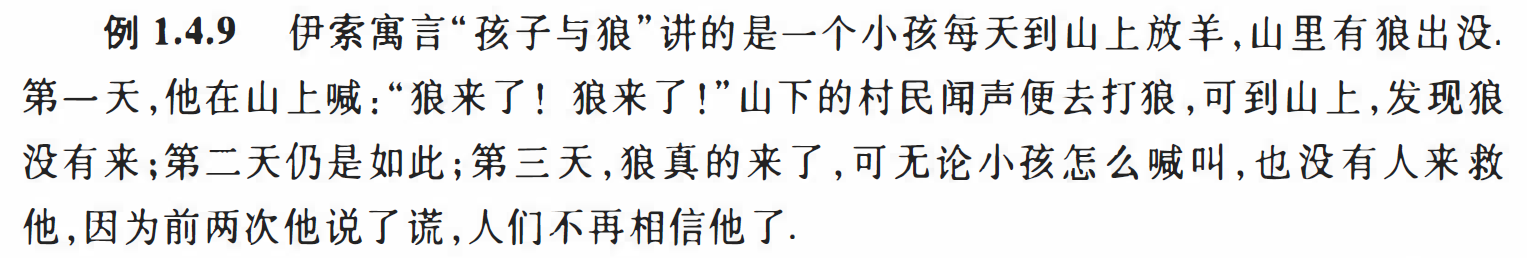 例 1.4.9 伊索寓言“孩子与狼”讲的是一个小孩每天到山上放羊,山里有狼出没.
第一天,他在山上喊:“狼来了! 狼来了!”山下的村民闻声便去打狼,可到山上,发现狼
没有来;第二天仍是如此;第三天,狼真的来了,可无论小孩怎么喊叫,也没有人来救
他,因为前两次他说了谎,人们不再相信他了.